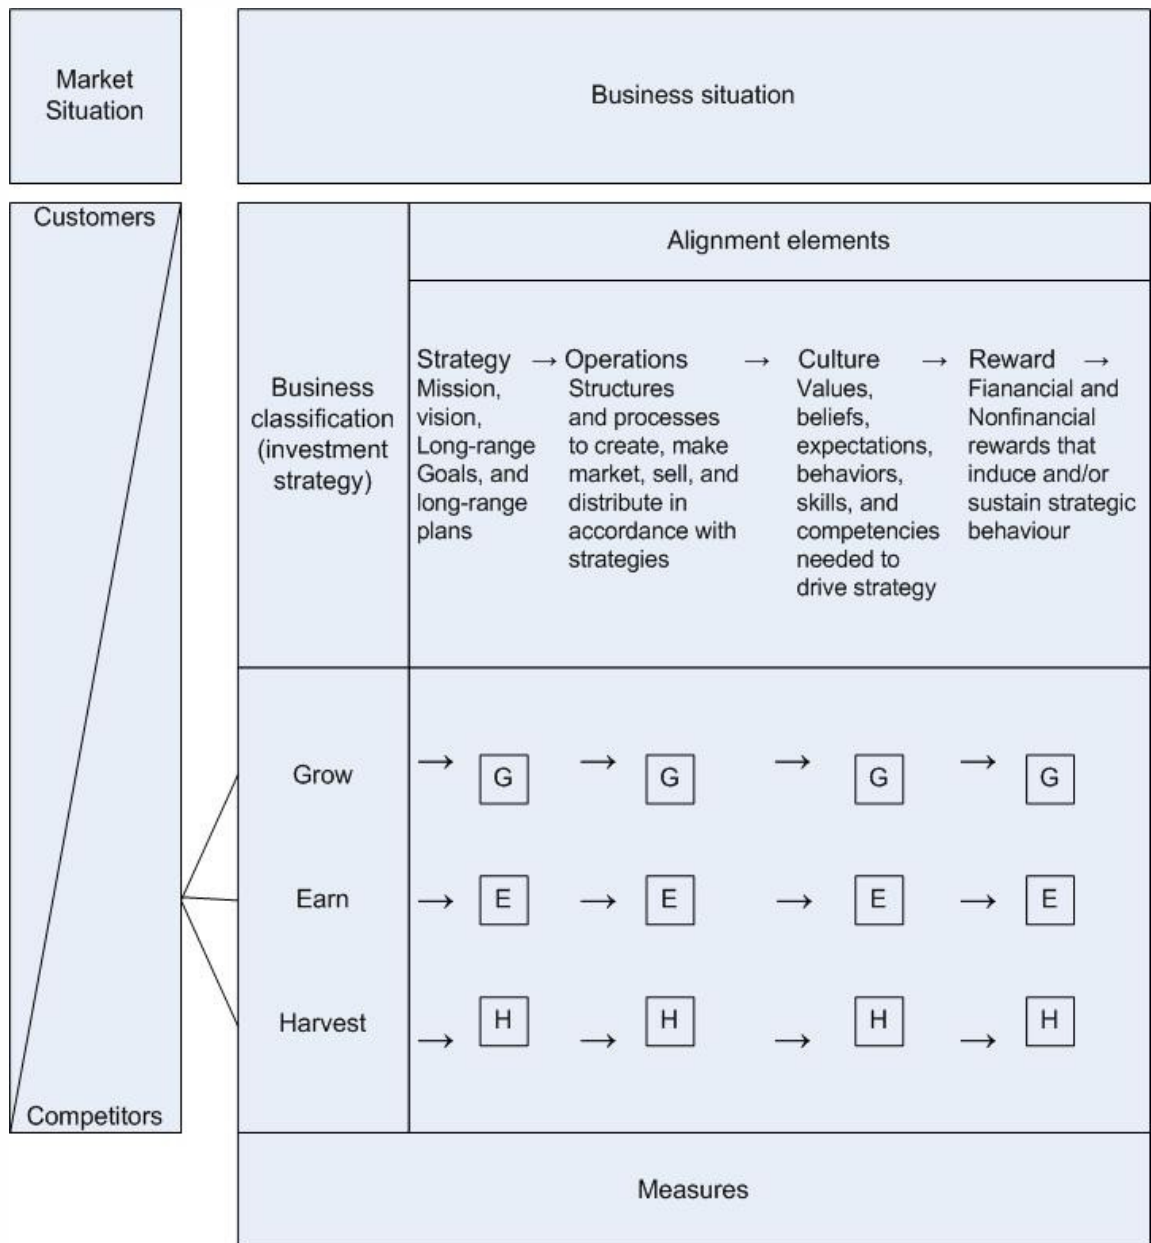 Market
Situation
Business situation
Customers
Competitors
Business
classification
(investment
strategy)
Alignment elements
Strategy → Operations → Culture → Reward →
Mission,
vision,
Long-range
Goals, and
long-range
plans
Structures
and processes
to create, make
market, sell, and
distribute in
accordance with
strategies
Values,
beliefs,
expectations,
behaviors,
skills, and
competencies
needed to
drive strategy
Fianancial and
Nonfinancial
rewards that
induce and/or
sustain strategic
behaviour
Grow → G → G → G → G
Earn → E → E → E → E
Harvest → H → H → H → H
Measures